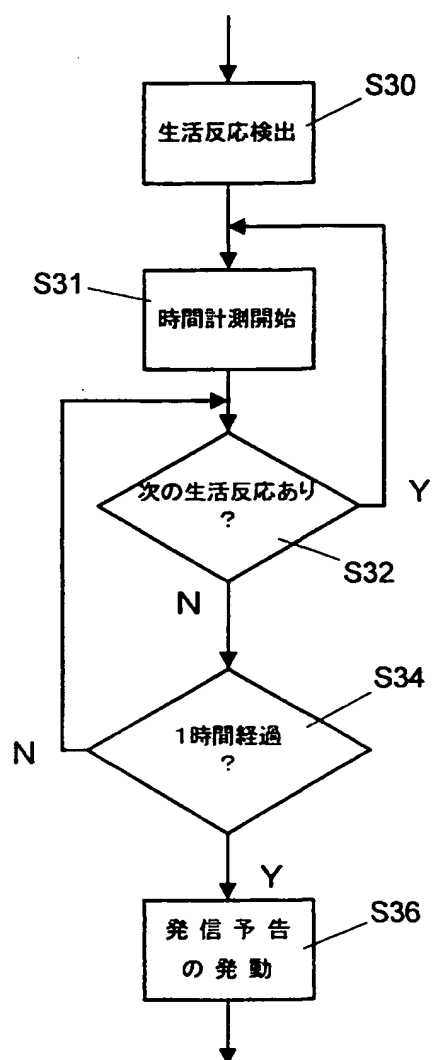 S30
生活反応検出
S31
時間計測開始
次の生活反応あり
?
Y
S32
N
S34
1時間経過
?
N
Y
発信予告
の発動
S36